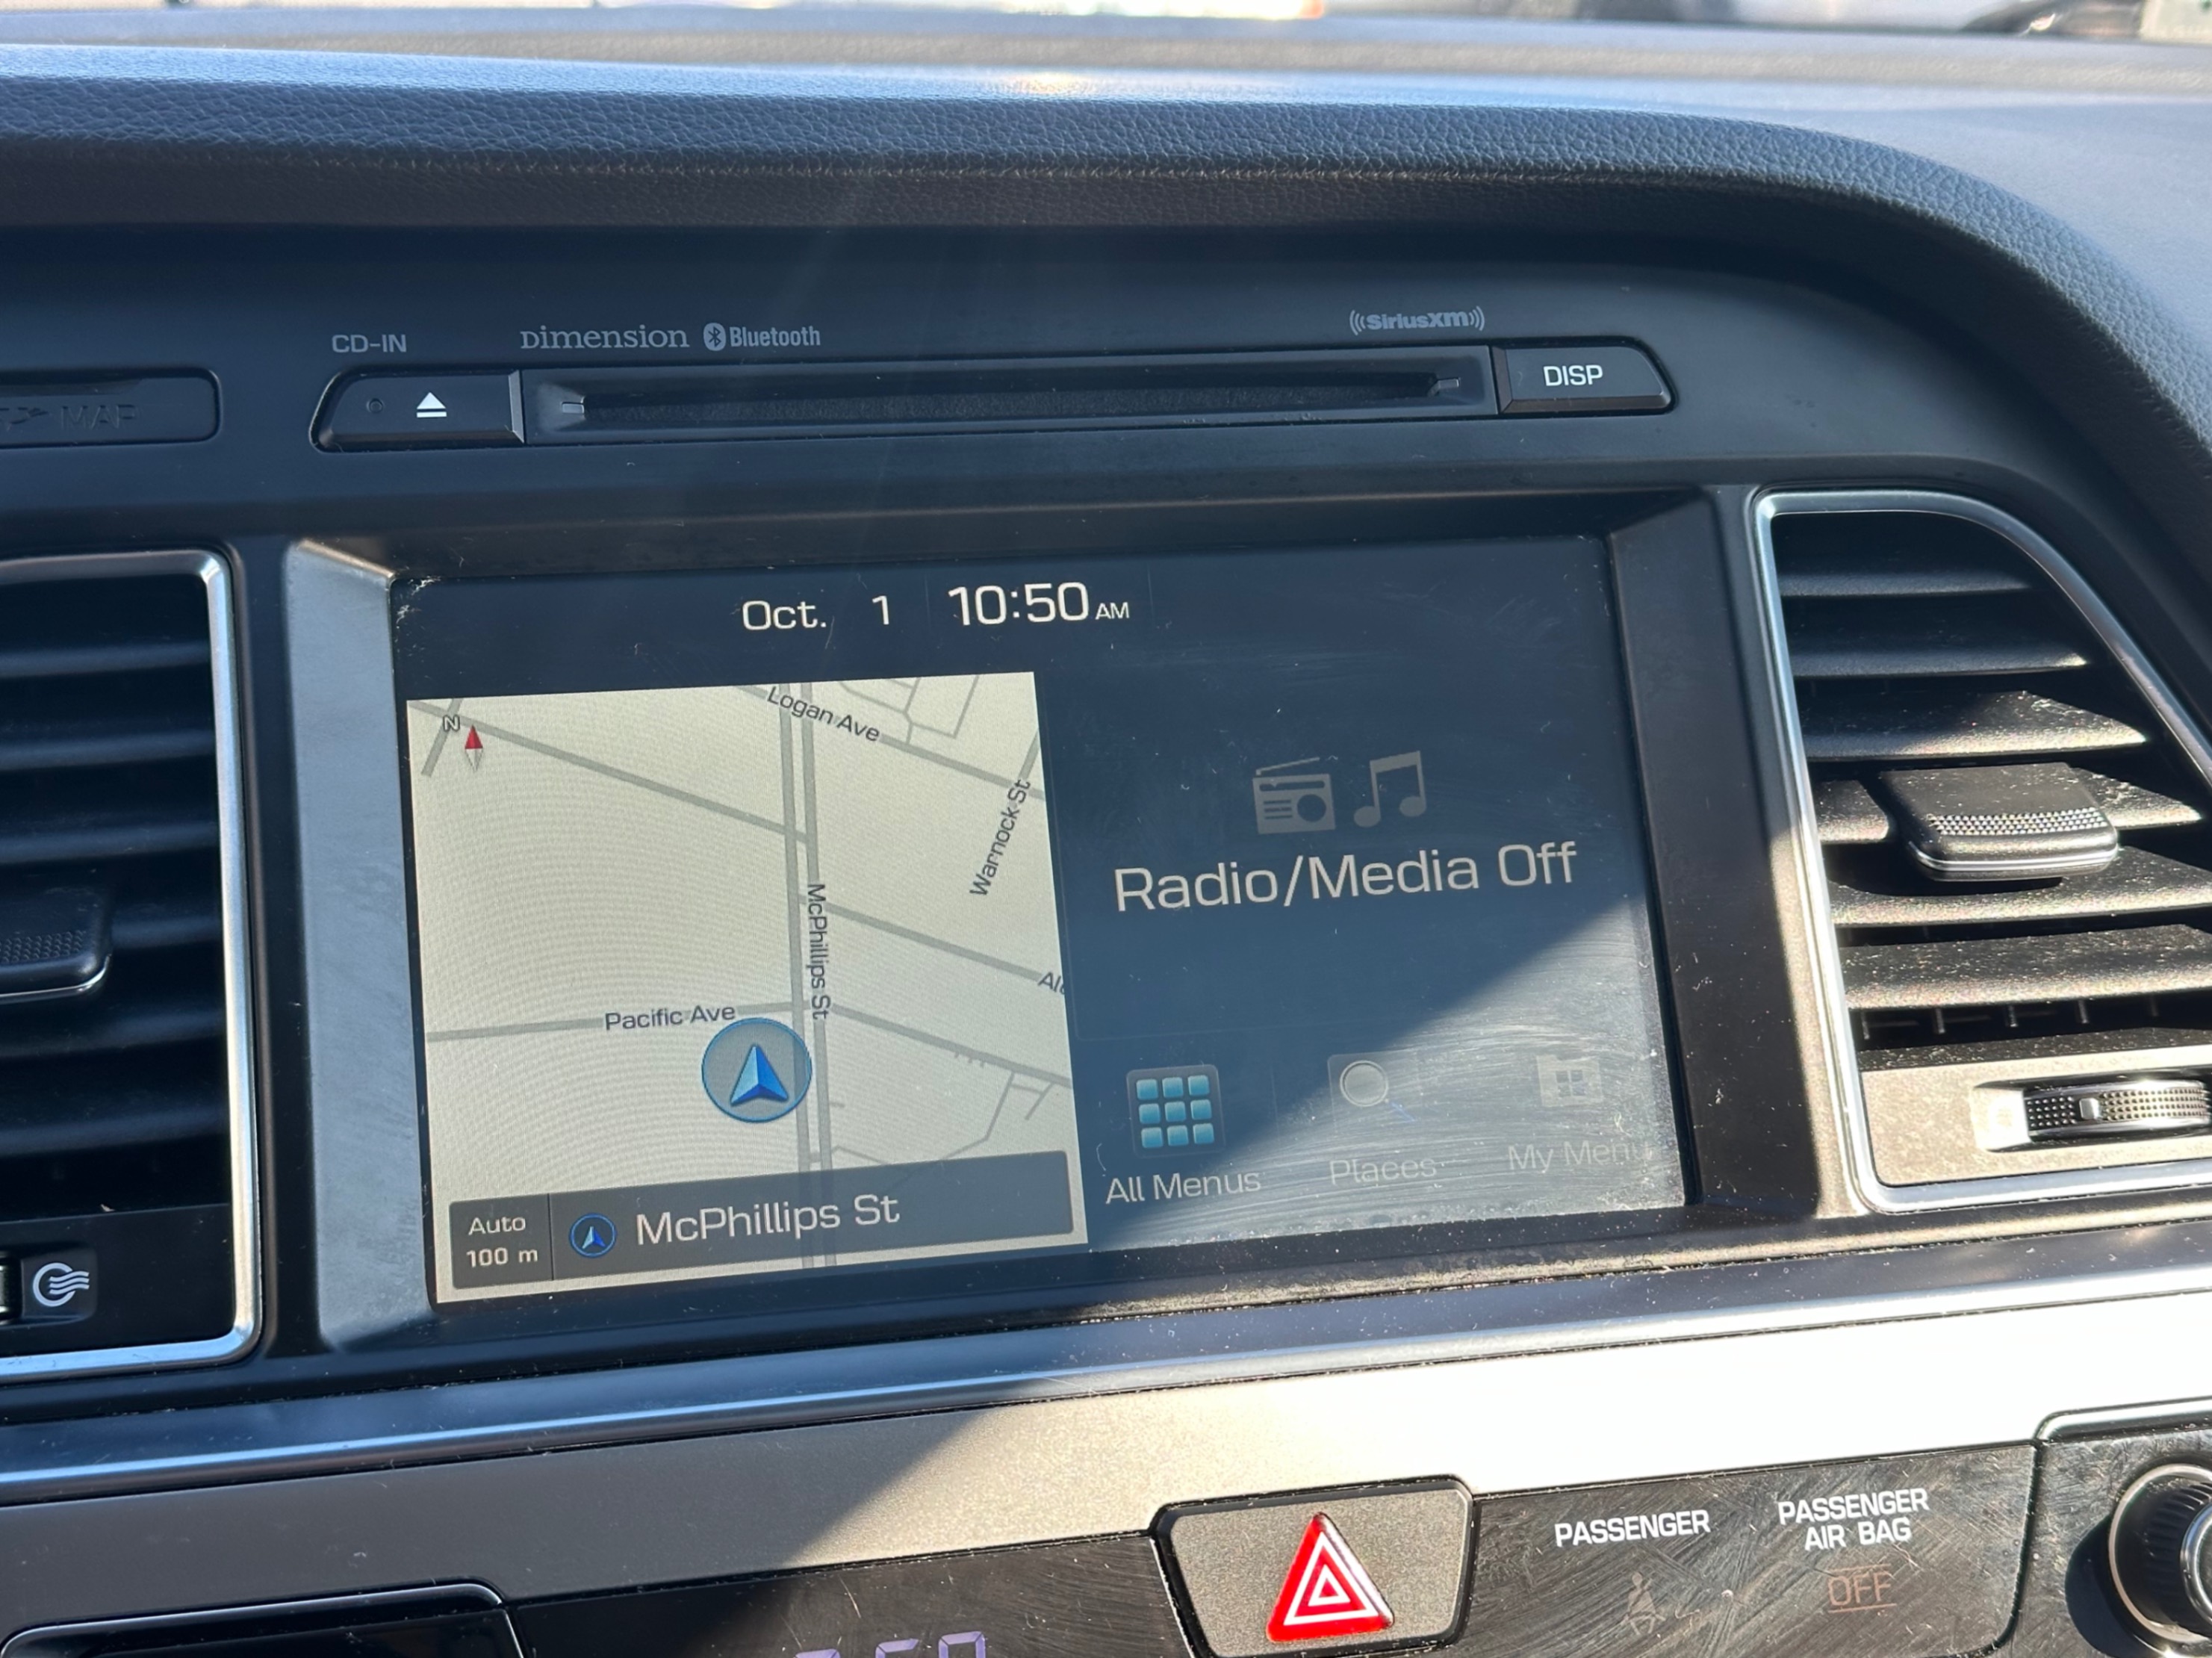 CD-IN
Dimension Bluetooth
SiriusXM
MAP
DISP
Oct. 1 10:50 AM
N
Logan Ave
Warnock St
McPhillips St
Pacific Ave
Radio/Media Off
All Menus
Places
My Menu
Auto
100 m
McPhillips St
PASSENGER
PASSENGER
AIR BAG
OFF